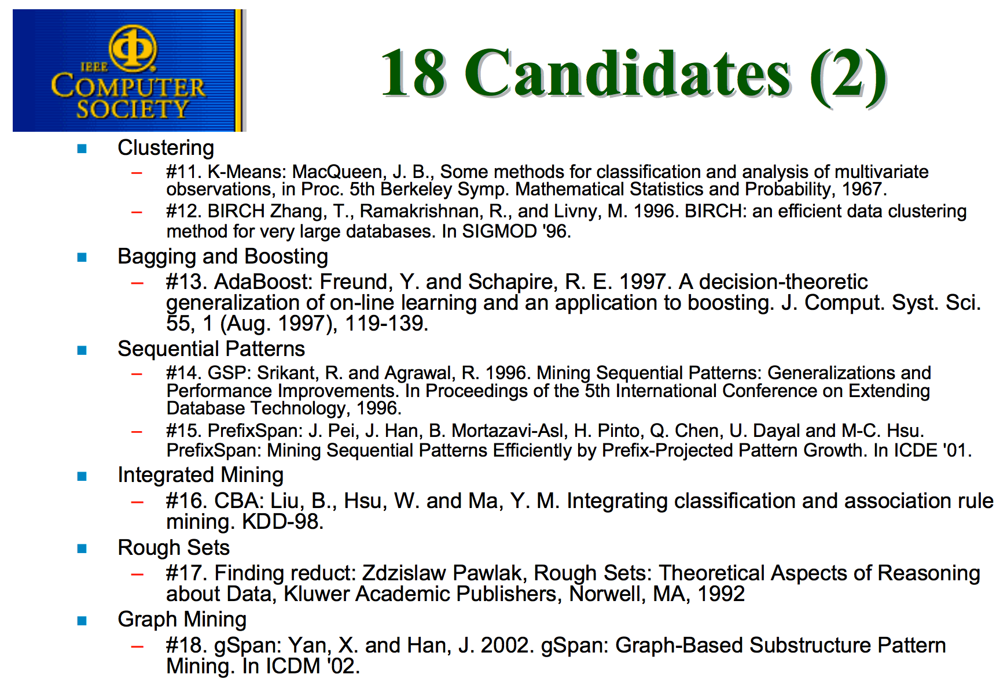 IEEE
COMPUTER
SOCIETY
18 Candidates (2)
Clustering
– #11. K-Means: MacQueen, J. B., Some methods for classification and analysis of multivariate
observations, in Proc. 5th Berkeley Symp. Mathematical Statistics and Probability, 1967.
– #12. BIRCH Zhang, T., Ramakrishnan, R., and Livny, M. 1996. BIRCH: an efficient data clustering
method for very large databases. In SIGMOD '96.
Bagging and Boosting
– #13. AdaBoost: Freund, Y. and Schapire, R. E. 1997. A decision-theoretic
generalization of on-line learning and an application to boosting. J. Comput. Syst. Sci.
55, 1 (Aug. 1997), 119-139.
Sequential Patterns
– #14. GSP: Srikant, R. and Agrawal, R. 1996. Mining Sequential Patterns: Generalizations and
Performance Improvements. In Proceedings of the 5th International Conference on Extending
Database Technology, 1996.
– #15. PrefixSpan: J. Pei, J. Han, B. Mortazavi-Asl, H. Pinto, Q. Chen, U. Dayal and M-C. Hsu.
PrefixSpan: Mining Sequential Patterns Efficiently by Prefix-Projected Pattern Growth. In ICDE '01.
Integrated Mining
– #16. CBA: Liu, B., Hsu, W. and Ma, Y. M. Integrating classification and association rule
mining. KDD-98.
Rough Sets
– #17. Finding reduct: Zdzislaw Pawlak, Rough Sets: Theoretical Aspects of Reasoning
about Data, Kluwer Academic Publishers, Norwell, MA, 1992
Graph Mining
– #18. gSpan: Yan, X. and Han, J. 2002. gSpan: Graph-Based Substructure Pattern
Mining. In ICDM '02.